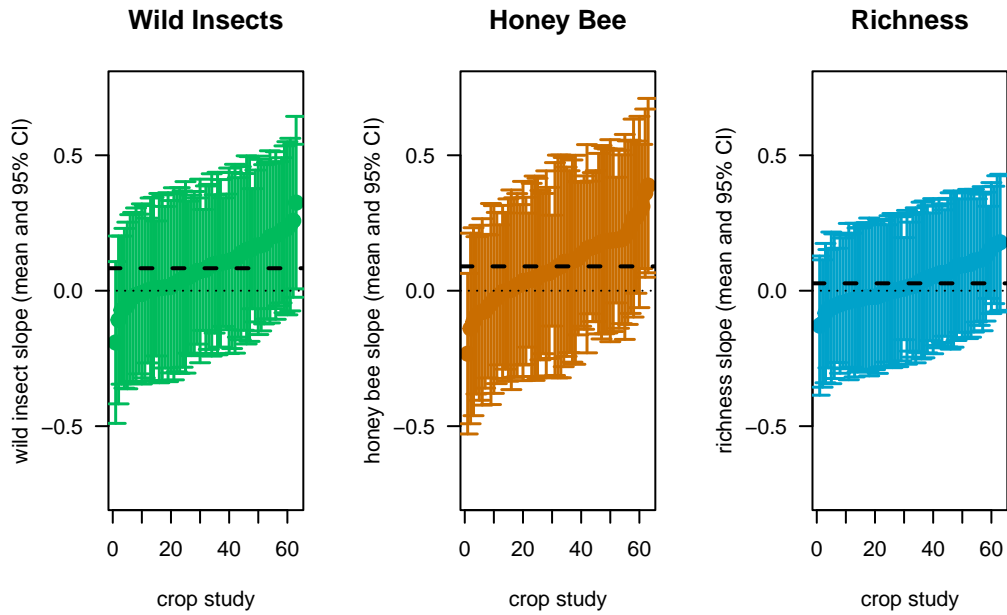 Wild Insects
wild insect slope (mean and 95% CI)
0.5
0.0
−0.5
0 20 40 60
crop study
Honey Bee
honey bee slope (mean and 95% CI)
0.5
0.0
−0.5
0 20 40 60
crop study
Richness
richness slope (mean and 95% CI)
0.5
0.0
−0.5
0 20 40 60
crop study